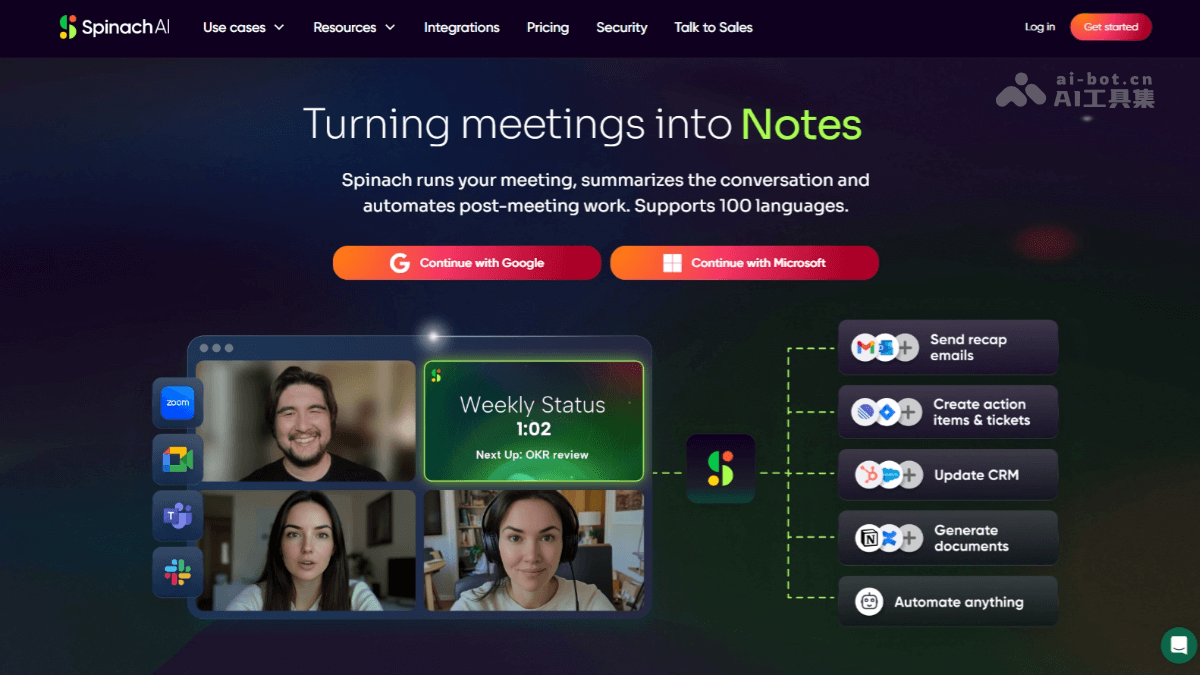 Spinach AI
Use cases
Resources
Integrations
Pricing
Security
Talk to Sales
Log in
Get started
ai-bot.cn
AI工具集
Turning meetings into Notes
Spinach runs your meeting, summarizes the conversation and
automates post-meeting work. Supports 100 languages.
Continue with Google
Continue with Microsoft
zoom
T
Weekly Status
1:02
Next Up: OKR review
Send recap
emails
Create action
items & tickets
Update CRM
Generate
documents
Automate anything